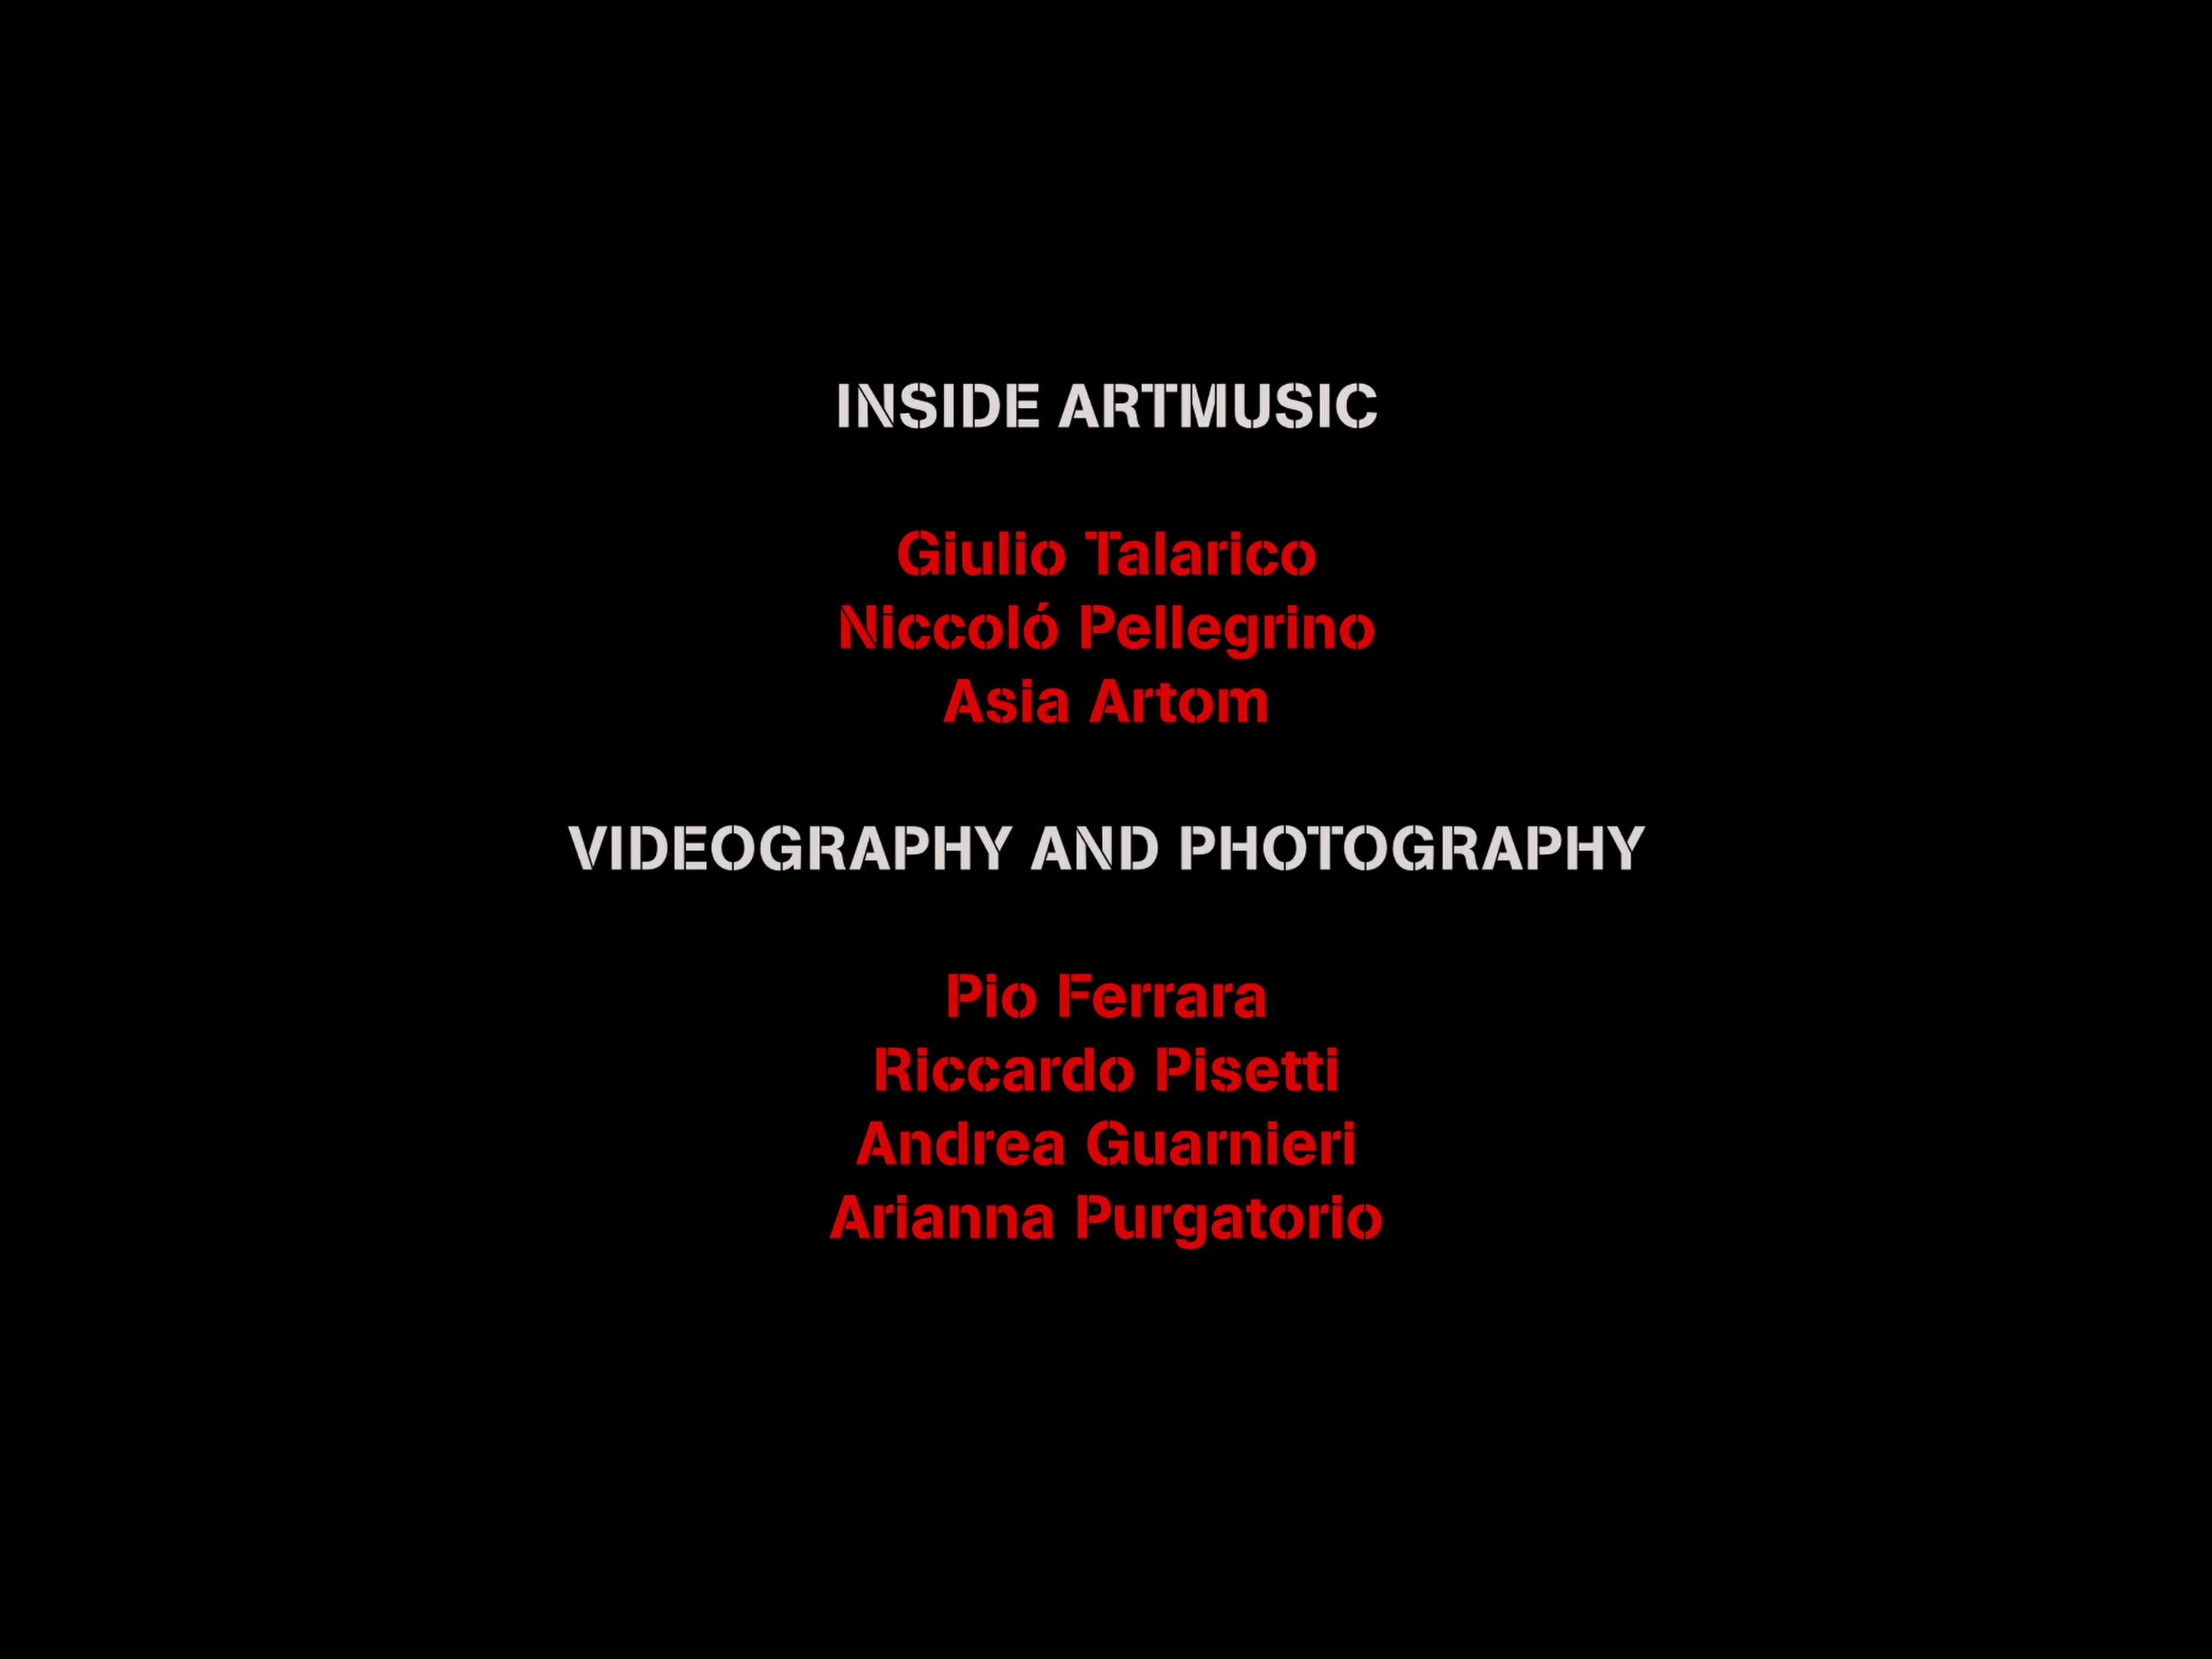 INSIDE ARTMUSIC
Giulio Talarico
Niccoló Pellegrino
Asia Artom
VIDEOGRAPHY AND PHOTOGRAPHY
Pio Ferrara
Riccardo Pisetti
Andrea Guarnieri
Arianna Purgatorio